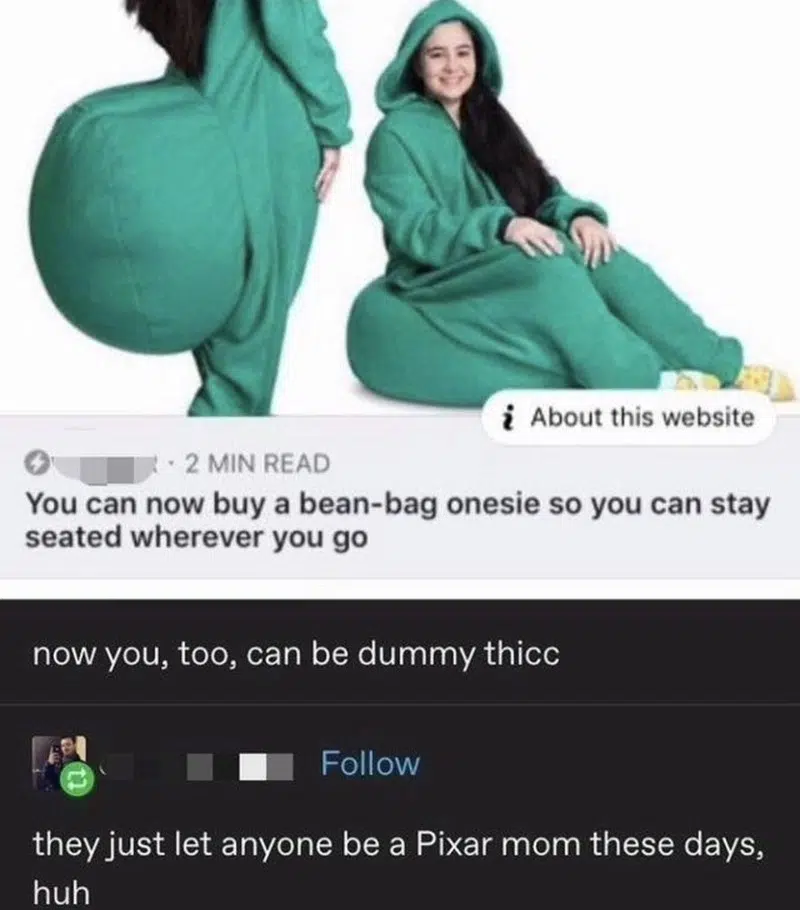 i About this website
· 2 MIN READ
You can now buy a bean-bag onesie so you can stay
seated wherever you go
now you, too, can be dummy thicc
Follow
they just let anyone be a Pixar mom these days,
huh